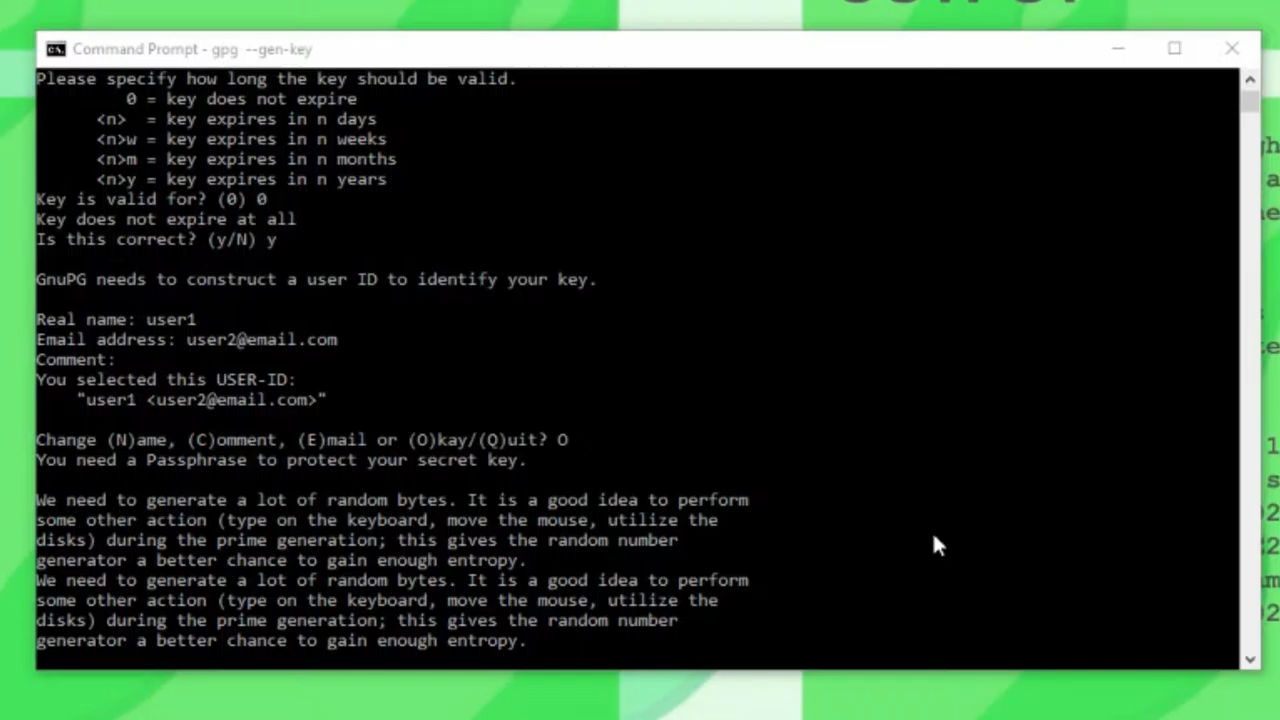 Command Prompt - gpg --gen-key
Please specify how long the key should be valid.
0 = key does not expire
<n> = key expires in n days
<n>w = key expires in n weeks
<n>m = key expires in n months
<n>y = key expires in n years
Key is valid for? (0) 0
Key does not expire at all
Is this correct? (y/N) y
GnuPG needs to construct a user ID to identify your key.
Real name: user1
Email address: user2@email.com
Comment:
You selected this USER-ID:
"user1 <user2@email.com>"
Change (N)ame, (C)omment, (E)mail or (O)kay/(Q)uit? O
You need a Passphrase to protect your secret key.
We need to generate a lot of random bytes. It is a good idea to perform
some other action (type on the keyboard, move the mouse, utilize the
disks) during the prime generation; this gives the random number
generator a better chance to gain enough entropy.
We need to generate a lot of random bytes. It is a good idea to perform
some other action (type on the keyboard, move the mouse, utilize the
disks) during the prime generation; this gives the random number
generator a better chance to gain enough entropy.